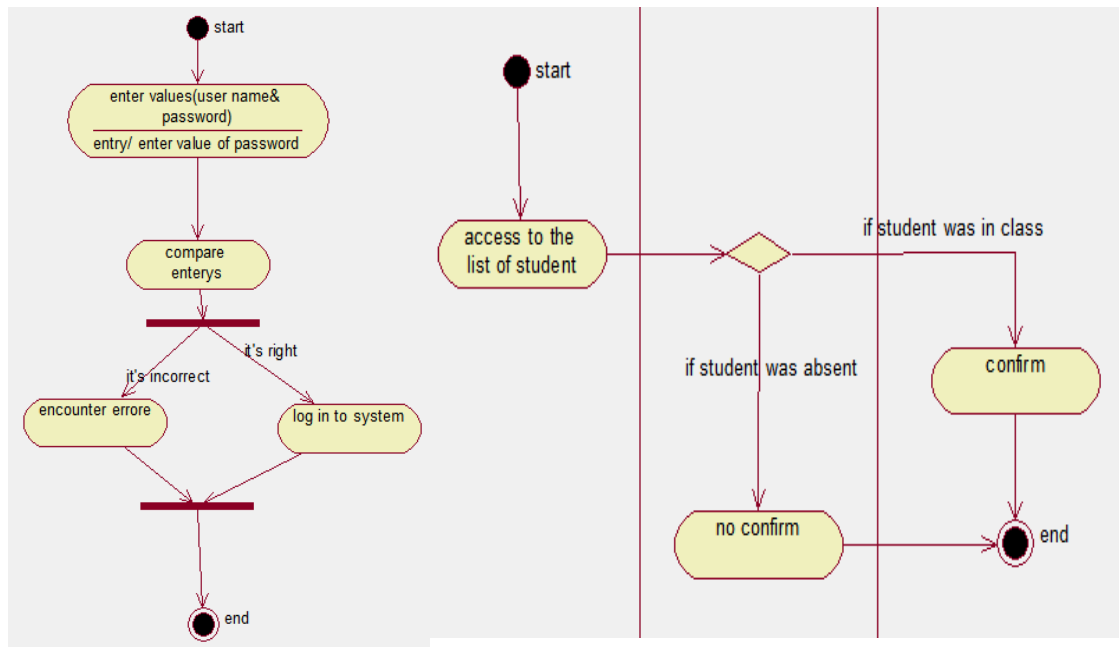 start
enter values(user name&
password)
entry/ enter value of password
compare
enterys
it's right
it's incorrect
encounter errore
log in to system
end
start
access to the
list of student
if student was in class
if student was absent
confirm
no confirm
end